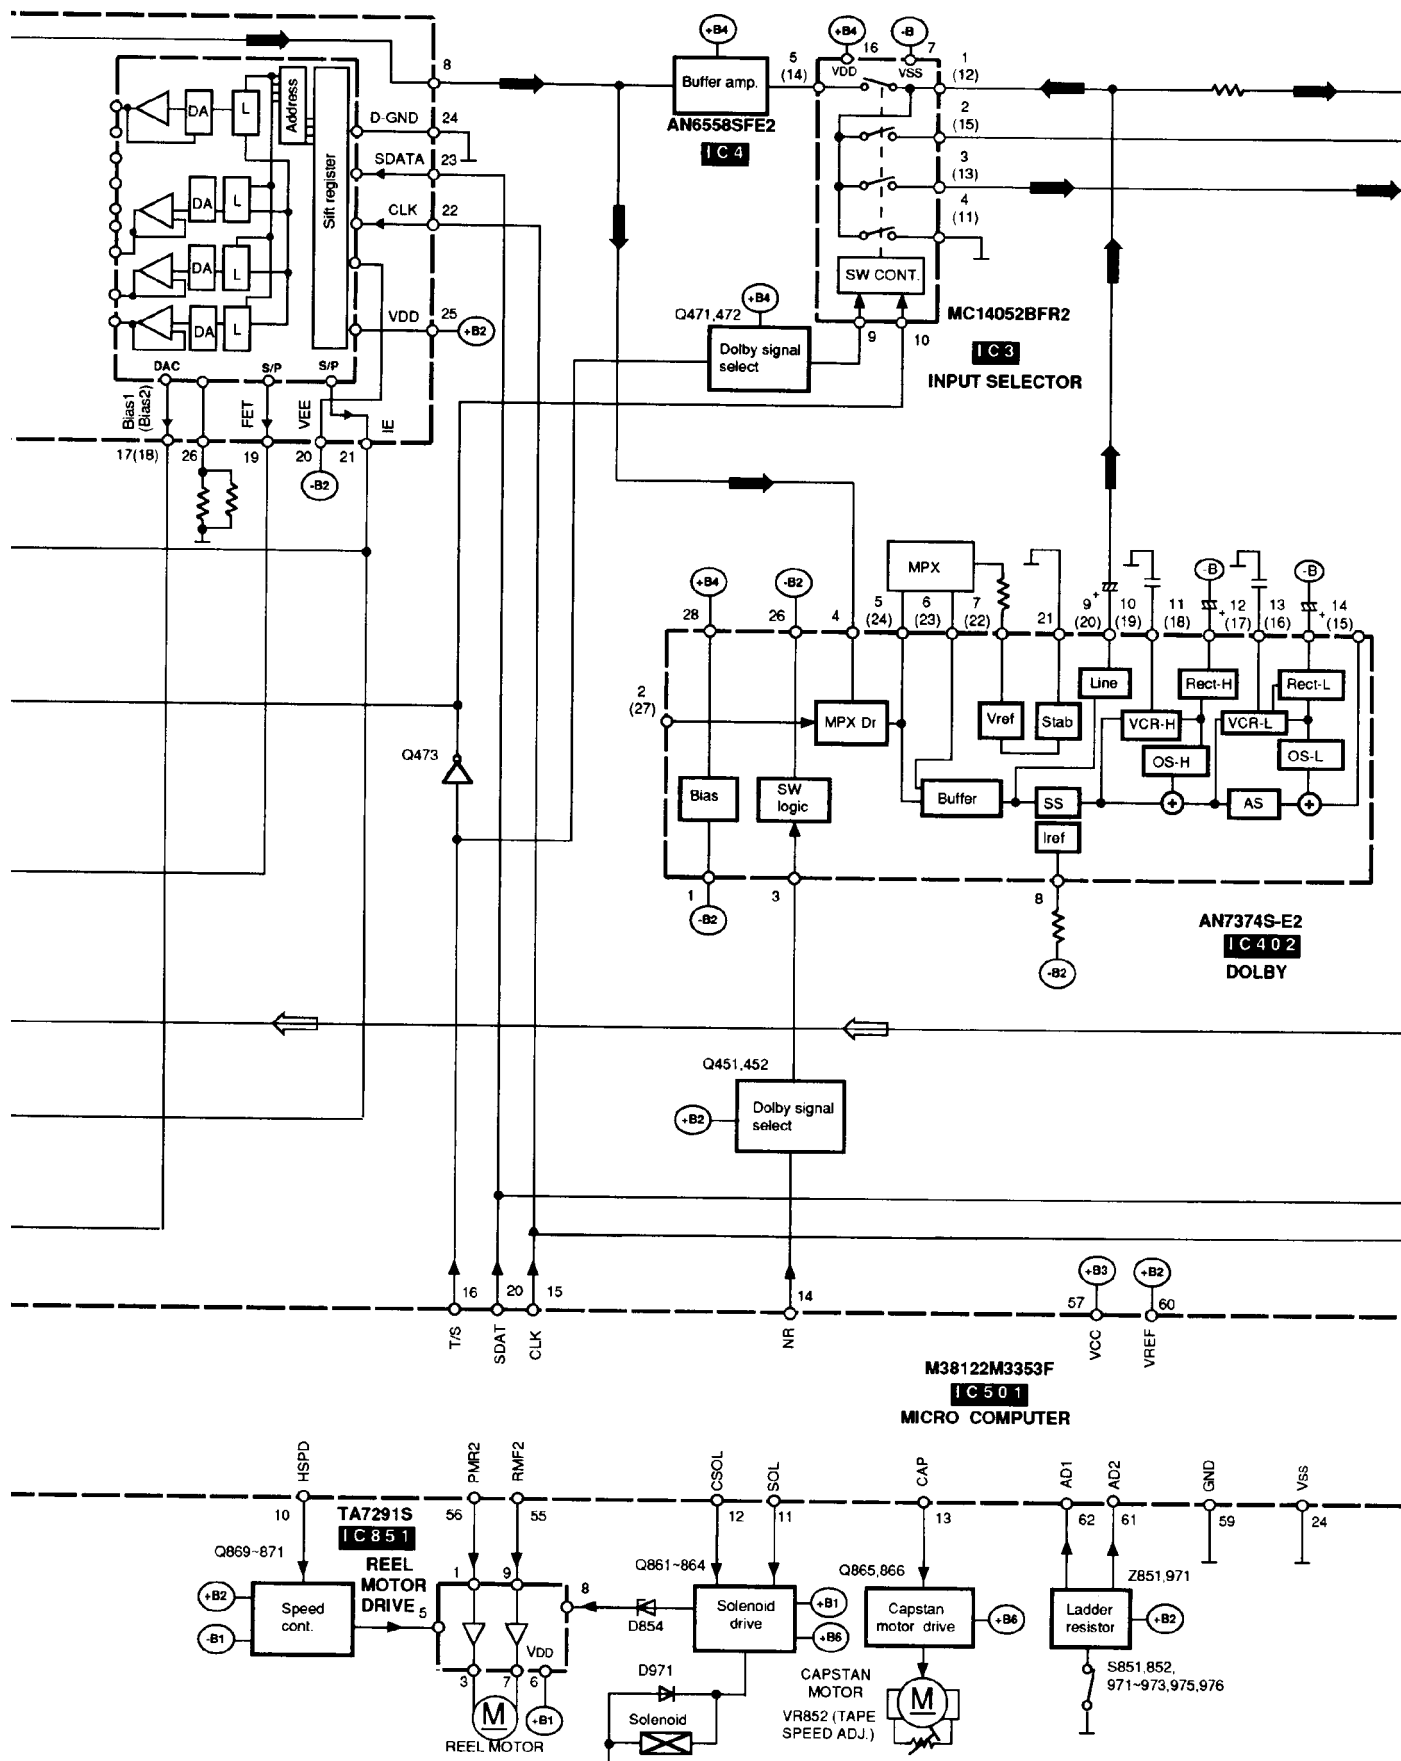 +B4
+B4
-B
8
5
(14)
16
VDD
7
VSS
1
(12)
Buffer amp.
AN6558SFE2
IC4
2
(15)
3
(13)
4
(11)
SW CONT.
9
10
MC14052BFR2
IC3
INPUT SELECTOR
DA
L
Address
Sift register
D-GND
24
SDATA
23
CLK
22
DA
L
DA
L
DA
L
VDD
25
+B2
DAC
S/P
S/P
Bias1
(Bias2)
FET
VEE
IE
17(18)
26
19
20
21
-B2
+B4
Q471,472
Dolby signal
select
MPX
+B4
-B2
-B
-B
28
26
4
5
(24)
6
(23)
7
(22)
21
9
(20)
+
10
(19)
11
(18)
+
12
(17)
13
(16)
+
14
(15)
2
(27)
MPX Dr
Vref
Stab
Line
VCR-H
Rect-H
OS-H
VCR-L
Rect-L
OS-L
Q473
Bias
SW
logic
Buffer
SS
+
AS
+
Iref
1
3
8
-B2
-B2
AN7374S-E2
IC402
DOLBY
Q451,452
+B2
Dolby signal
select
16
20
15
14
+B3
+B2
57
60
T/S
SDAT
CLK
NR
VCC
VREF
M38122M3353F
IC501
MICRO COMPUTER
HSPD
PMR2
RMF2
CSOL
SOL
CAP
AD1
AD2
GND
Vss
10
56
55
12
11
13
62
61
59
24
TA7291S
IC851
REEL
MOTOR
DRIVE
Q869~871
+B2
-B1
Speed
cont.
5
1
9
8
VDD
3
7
6
M
+B1
REEL MOTOR
D854
Q861~864
Solenoid
drive
+B1
+B6
D971
Solenoid
Q865,866
Capstan
motor drive
+B6
CAPSTAN
MOTOR
VR852 (TAPE
SPEED ADJ.)
M
Z851,971
Ladder
resistor
+B2
S851,852,
971~973,975,976